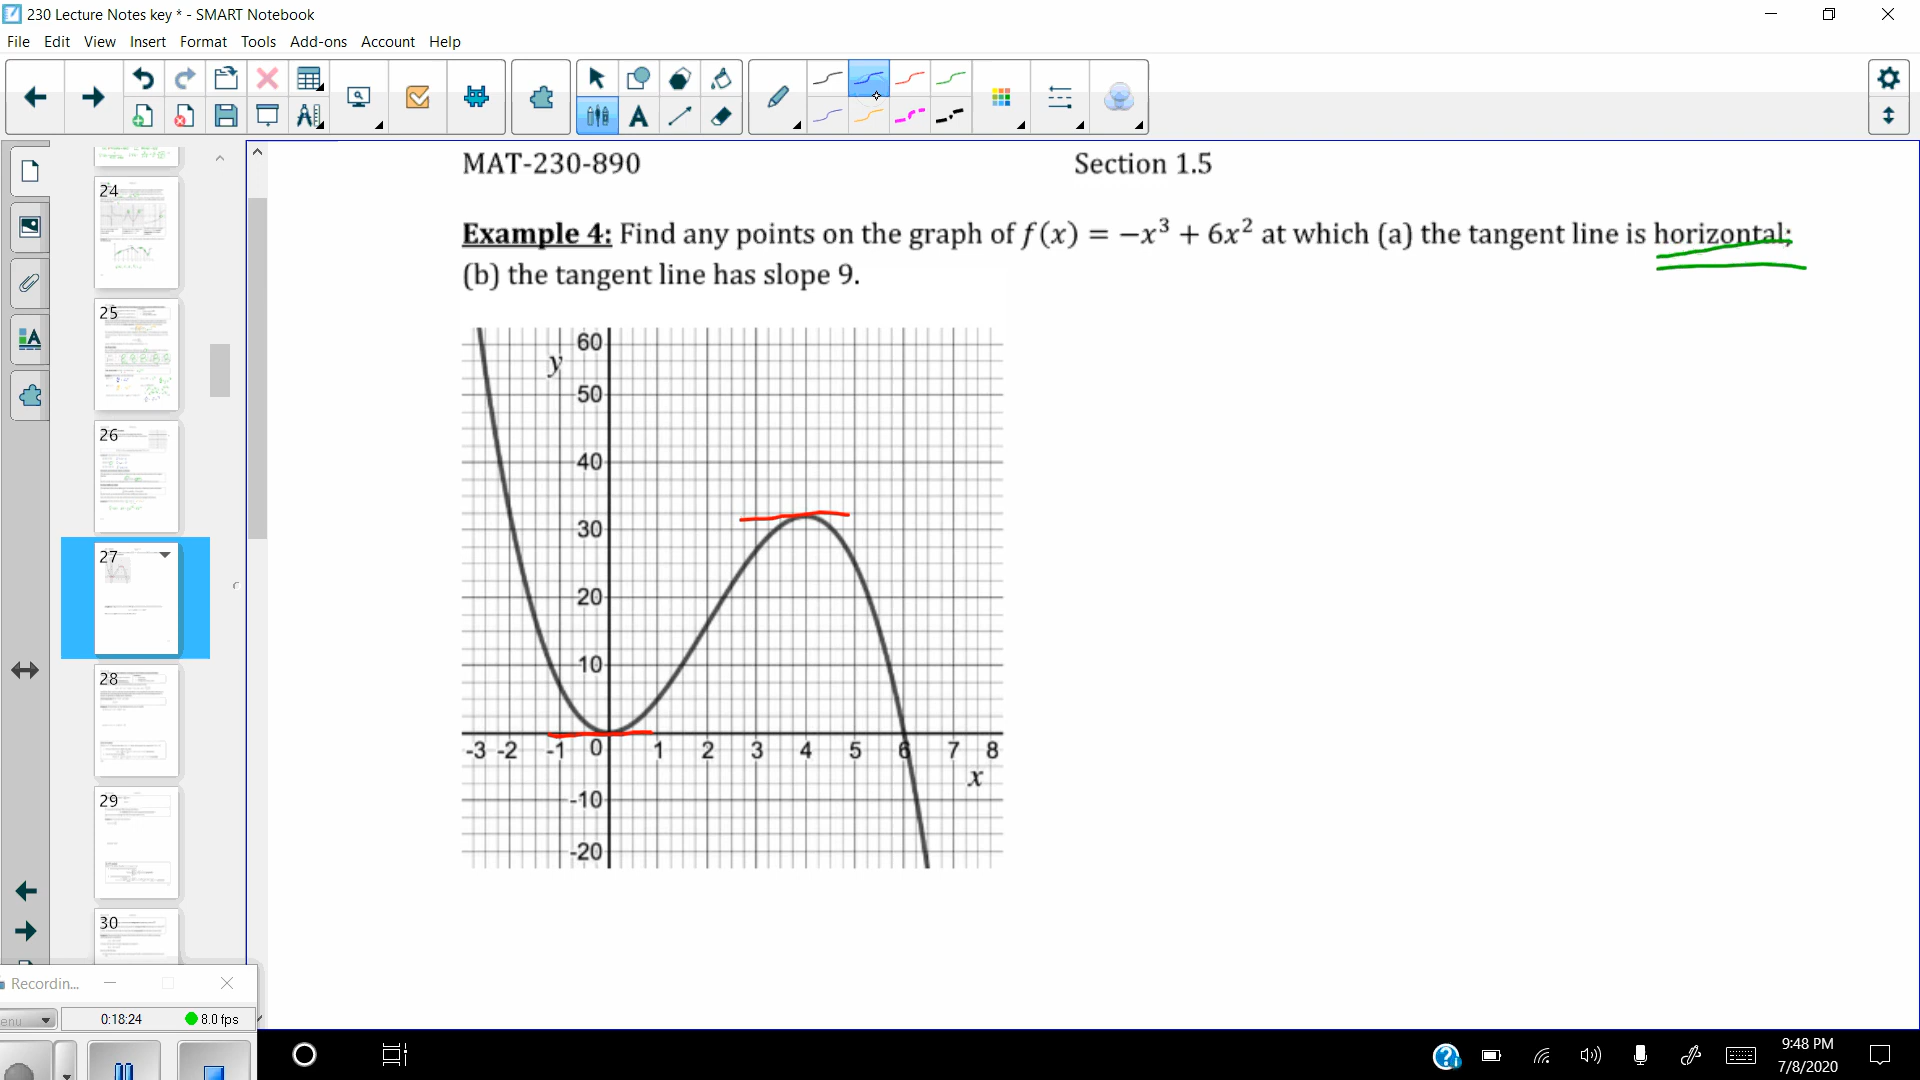 230 Lecture Notes key * - SMART Notebook
File Edit View Insert Format Tools Add-ons Account Help
MAT-230-890 Section 1.5
Example 4: Find any points on the graph of f(x) = −x³ + 6x² at which (a) the tangent line is horizontal;
(b) the tangent line has slope 9.
60
y
50
40
30
20
10
-3 -2 -1 0 1 2 3 4 5 6 7 8
x
-10
-20
24
25
26
27
28
29
30
Recordin...
0:18:24 8.0 fps
9:48 PM
7/8/2020